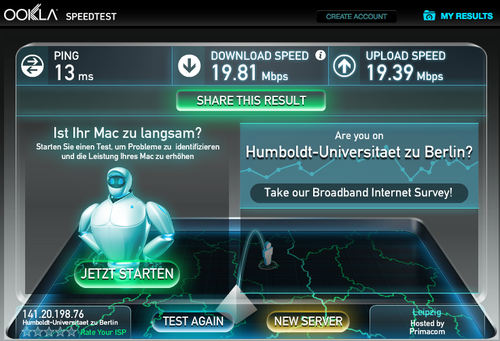 OOKLA SPEEDTEST
CREATE ACCOUNT
MY RESULTS
PING
13 ms
DOWNLOAD SPEED i
19.81 Mbps
UPLOAD SPEED
19.39 Mbps
SHARE THIS RESULT
Ist Ihr Mac zu langsam?
Starten Sie einen Test, um Probleme zu identifizieren
und die Leistung Ihres Mac zu erhöhen
JETZT STARTEN
Are you on
Humboldt-Universitaet zu Berlin?
Take our Broadband Internet Survey!
141.20.198.76
Humboldt-Universitaet zu Berlin
Rate Your ISP
TEST AGAIN
NEW SERVER
Leipzig
Hosted by
Primacom